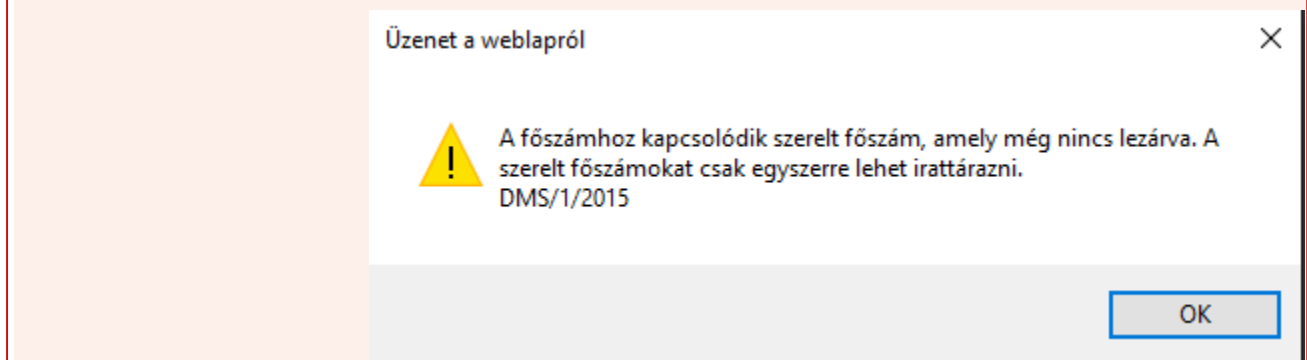 Üzenet a weblapról
A főszámhoz kapcsolódik szerelt főszám, amely még nincs lezárva. A
szerelt főszámokat csak egyszerre lehet irattárazni.
DMS/1/2015
OK